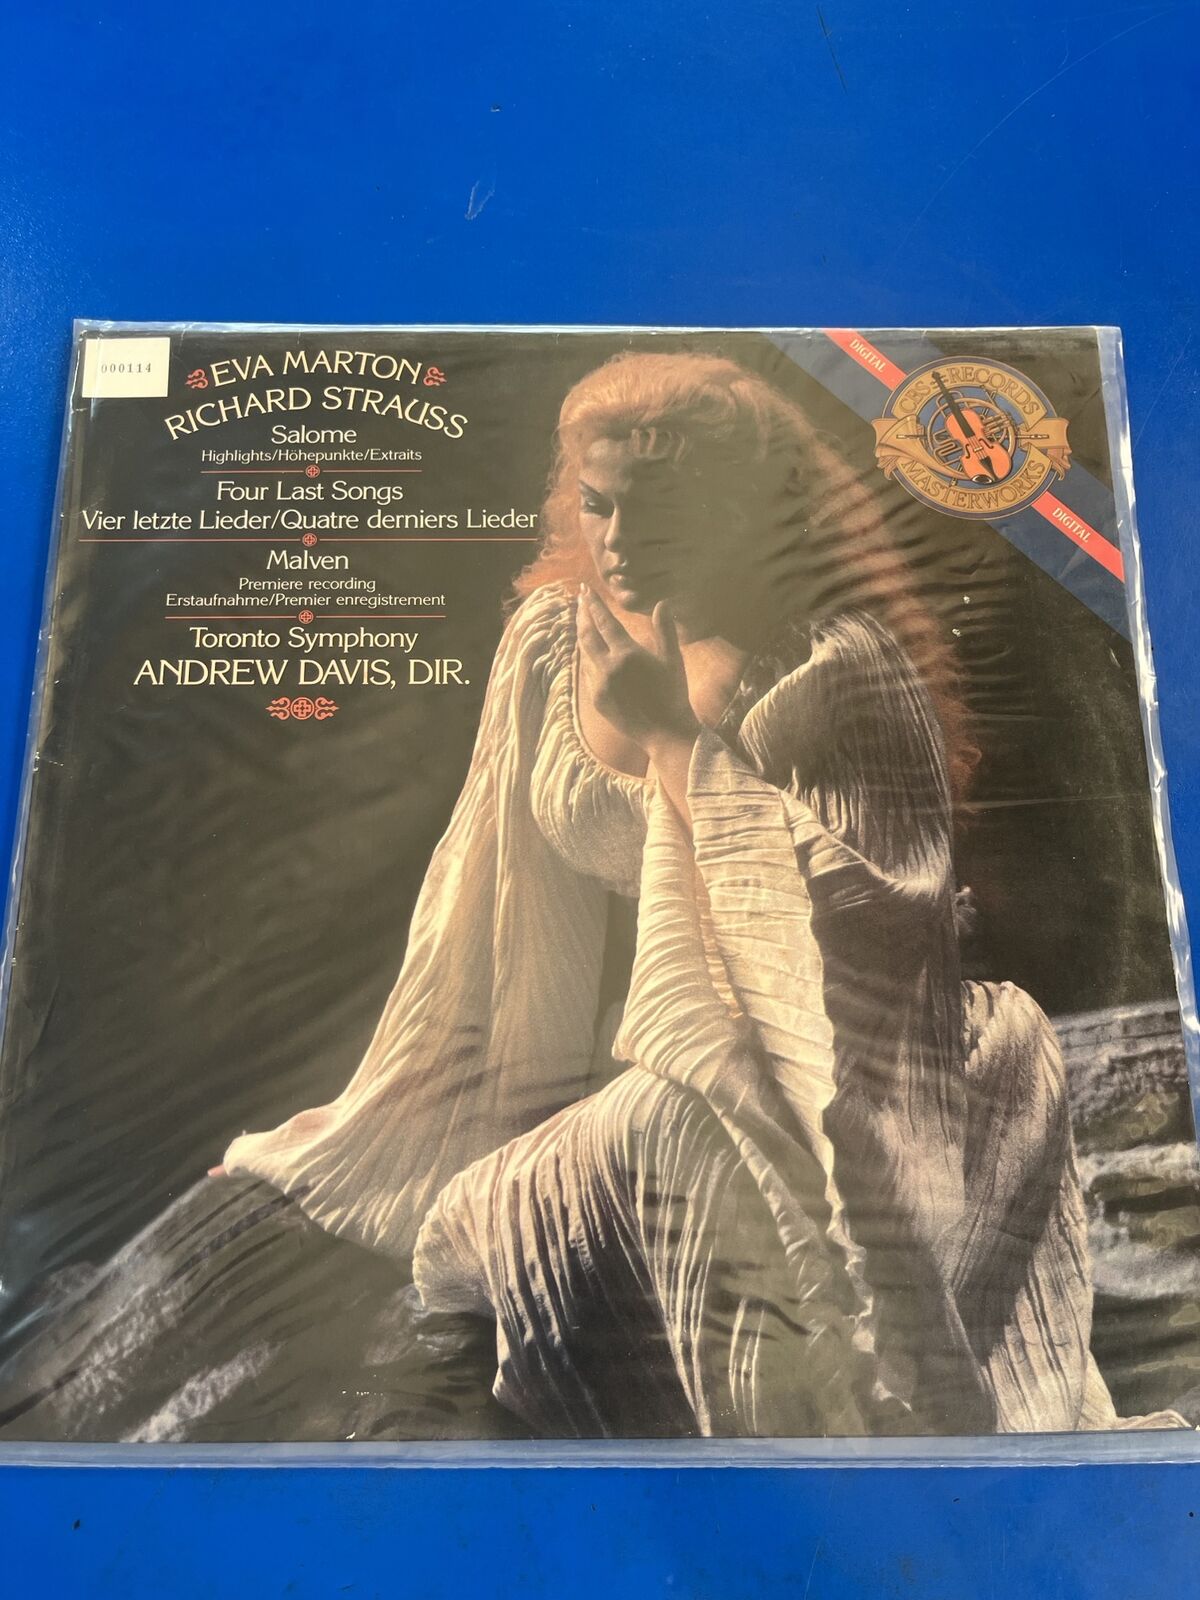 000114
EVA MARTON
RICHARD STRAUSS
Salome
Highlights/Höhepunkte/Extraits
Four Last Songs
Vier letzte Lieder/Quatre derniers Lieder
Malven
Premiere recording
Erstaufnahme/Premier enregistrement
Toronto Symphony
ANDREW DAVIS, DIR.
DIGITAL
CBS RECORDS
MASTERWORKS
DIGITAL